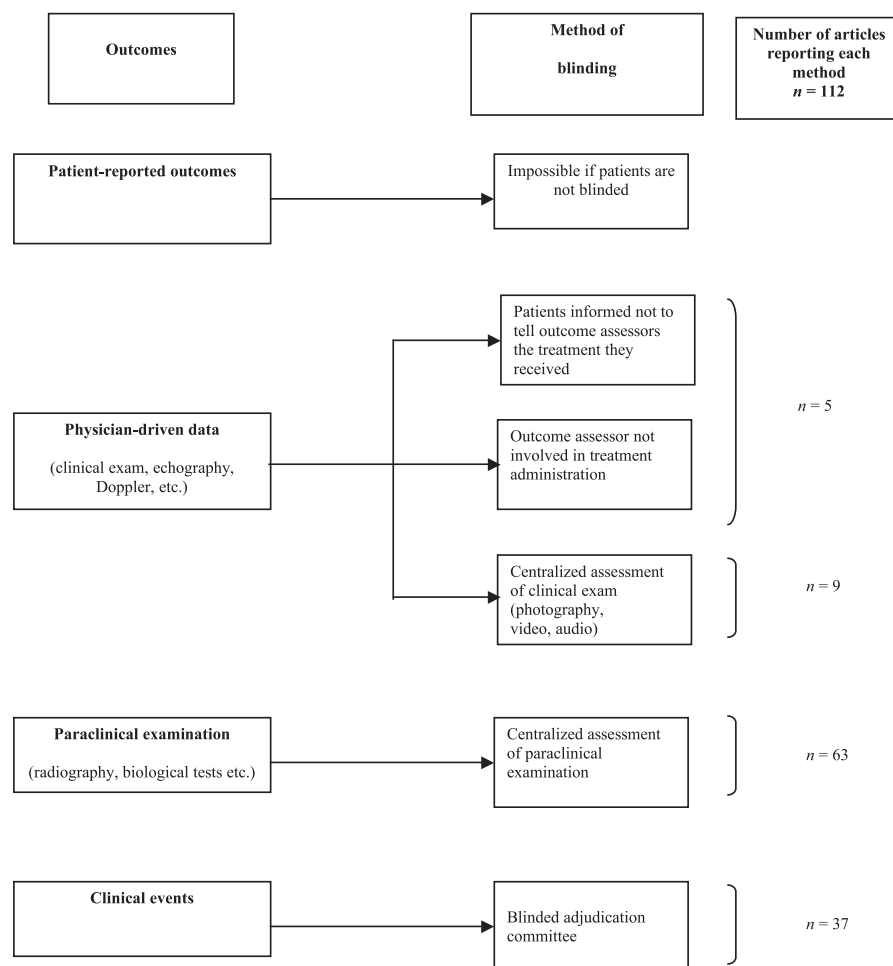 Outcomes
Method of
blinding
Number of articles
reporting each
method
n = 112
Patient-reported outcomes
Impossible if patients are
not blinded
Physician-driven data
(clinical exam, echography,
Doppler, etc.)
Patients informed not to
tell outcome assessors
the treatment they
received
Outcome assessor not
involved in treatment
administration
n = 5
Centralized assessment
of clinical exam
(photography,
video, audio)
n = 9
Paraclinical examination
(radiography, biological tests etc.)
Centralized assessment
of paraclinical
examination
n = 63
Clinical events
Blinded adjudication
committee
n = 37